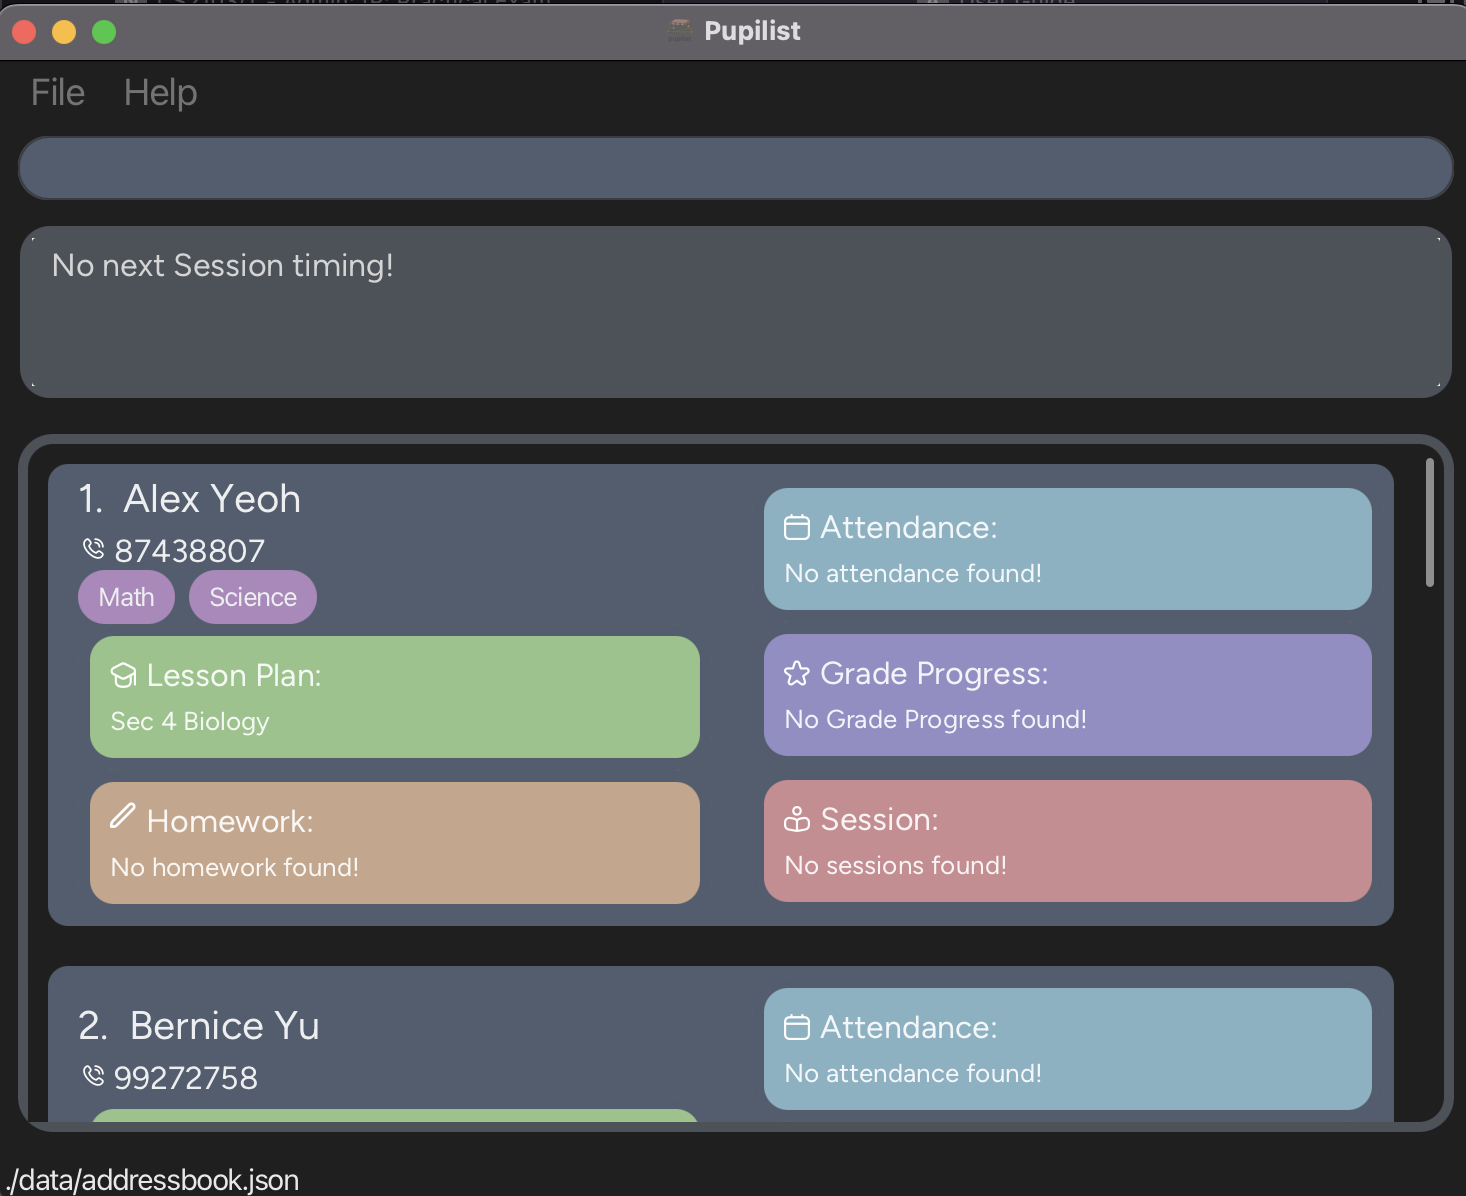 Pupilist
File Help
No next Session timing!
1. Alex Yeoh
87438807
Math Science
Lesson Plan:
Sec 4 Biology
Homework:
No homework found!
Attendance:
No attendance found!
Grade Progress:
No Grade Progress found!
Session:
No sessions found!
2. Bernice Yu
99272758
Attendance:
No attendance found!
./data/addressbook.json